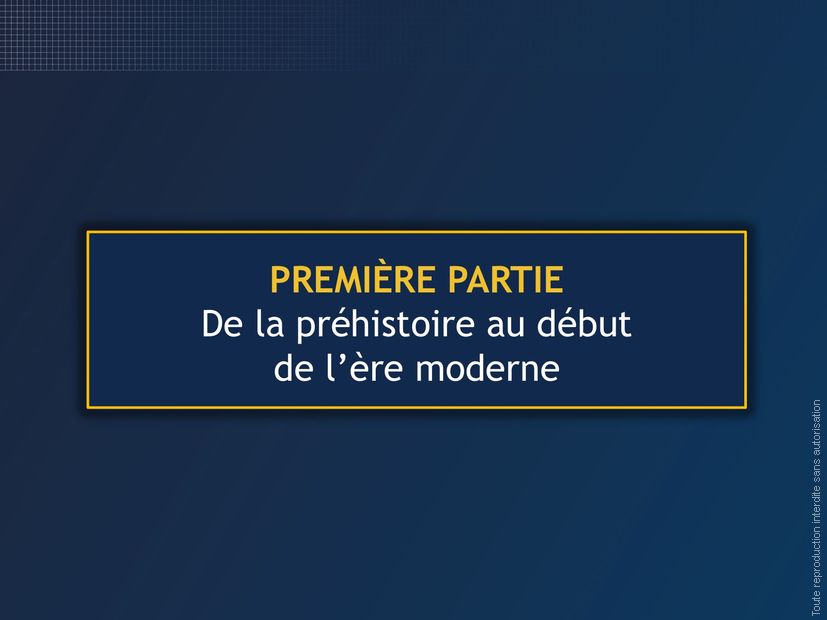 PREMIÈRE PARTIE
De la préhistoire au début
de l’ère moderne
Toute reproduction interdite sans autorisation